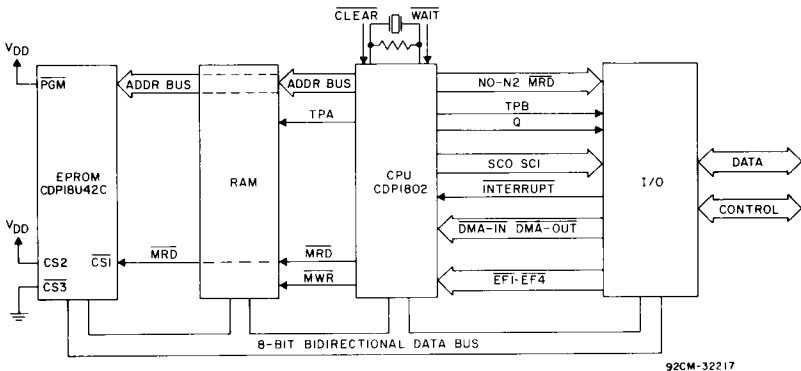 CLEAR
WAIT
VDD
PGM
ADDR BUS
ADDR BUS
NO-N2 MRD
TPA
TPB
Q
EPROM
CDP18U42C
RAM
CPU
CDP1802
SCO SCI
I/O
DATA
INTERRUPT
CONTROL
VDD
DMA-IN DMA-OUT
CS2
CS1
MRD
MRD
MWR
EF1-EF4
CS3
8-BIT BIDIRECTIONAL DATA BUS
92CM-32217